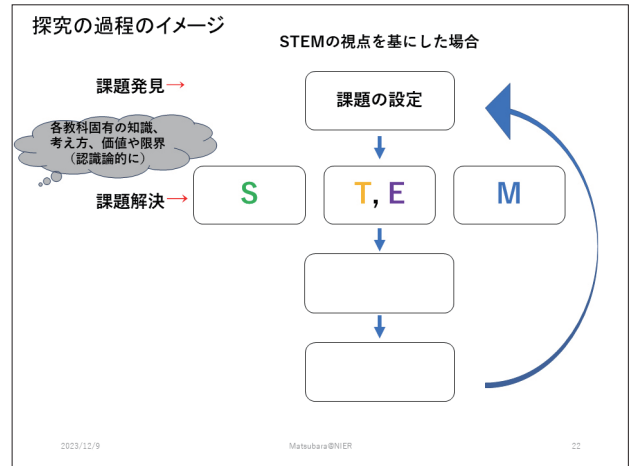 探究の過程のイメージ
STEMの視点を基にした場合
課題発見→
課題の設定
各教科固有の知識、
考え方、価値や限界
（認識論的に）
課題解決→
S
T, E
M
2023/12/9
Matsubara@NIER
22